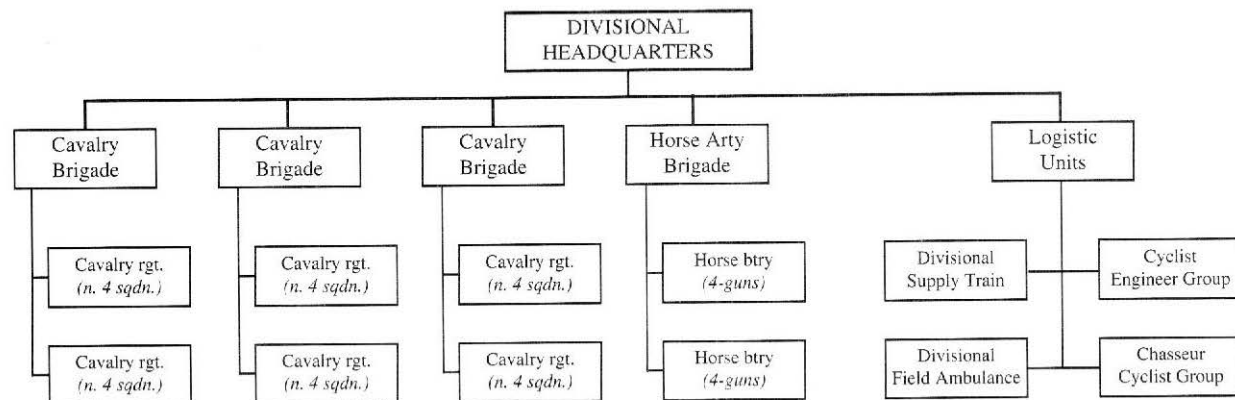 DIVISIONAL
HEADQUARTERS
Cavalry
Brigade
Cavalry
Brigade
Cavalry
Brigade
Horse Arty
Brigade
Logistic
Units
Cavalry rgt.
(n. 4 sqdn.)
Cavalry rgt.
(n. 4 sqdn.)
Cavalry rgt.
(n. 4 sqdn.)
Horse btry
(4-guns)
Divisional
Supply Train
Cyclist
Engineer Group
Cavalry rgt.
(n. 4 sqdn.)
Cavalry rgt.
(n. 4 sqdn.)
Cavalry rgt.
(n. 4 sqdn.)
Horse btry
(4-guns)
Divisional
Field Ambulance
Chasseur
Cyclist Group